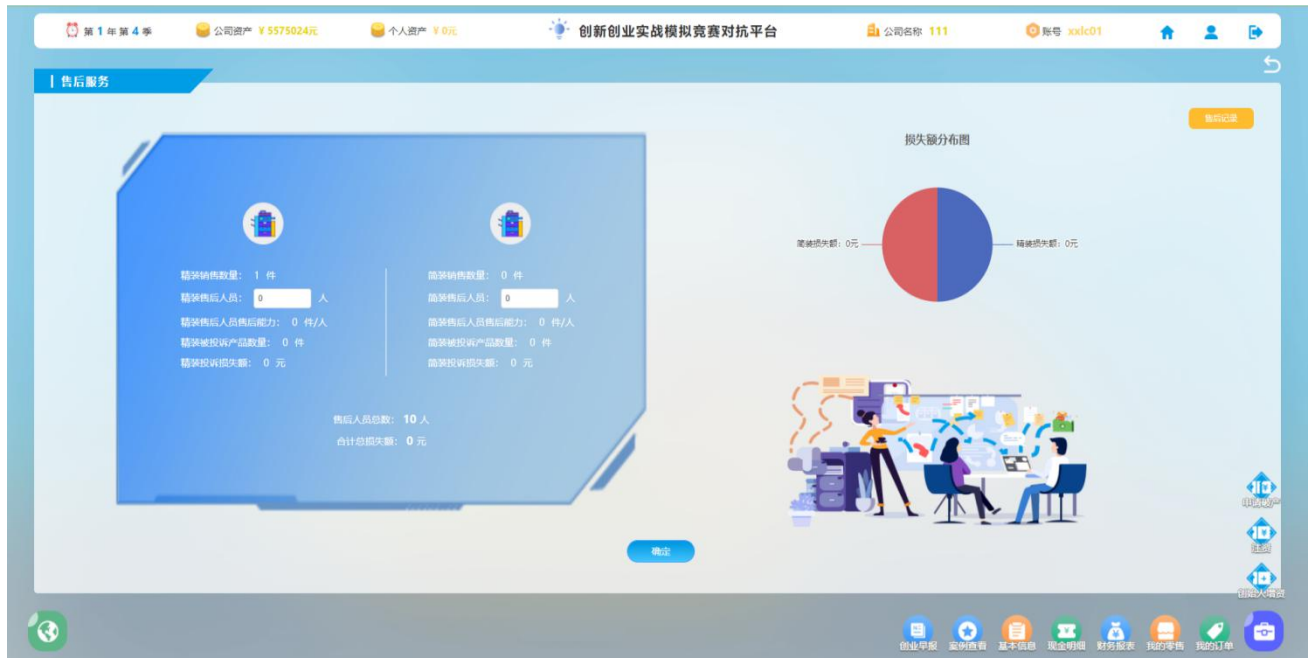 第 1 年第 4 季 公司资产 ￥5575024元 个人资产 ￥0元 创新创业实战模拟竞赛对抗平台 公司名称 111 账号 xxlc01
售后服务
售后记录
损失额分布图
简装损失额：0元 精装损失额：0元
精装销售数量： 1 件 简装销售数量： 0 件
精装售后人员： 0 人 简装售后人员： 0 人
精装售后人员售后能力： 0 件/人 简装售后人员售后能力： 0 件/人
精装被投诉产品数量： 0 件 简装被投诉产品数量： 0 件
精装投诉损失额： 0 元 简装投诉损失额： 0 元
售后人员总数： 10 人
合计总损失额： 0 元
确定
申请破产
注资
创始人增资
创业早报 案例查看 基本信息 现金明细 财务报表 我的零售 我的订单